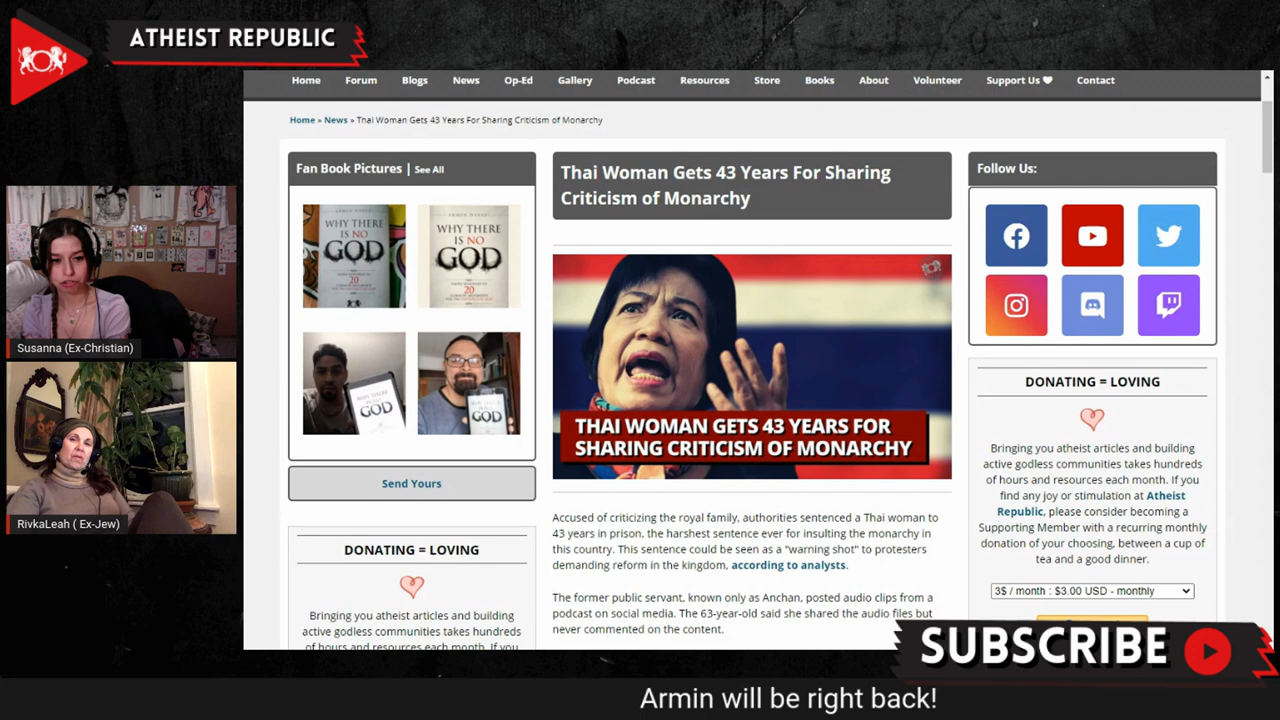 ATHEIST REPUBLIC
Home Forum Blogs News Op-Ed Gallery Podcast Resources Store Books About Volunteer Support Us Contact
Home » News » Thai Woman Gets 43 Years For Sharing Criticism of Monarchy
Fan Book Pictures | See All
WHY THERE
IS NO
GOD
20
WHY THERE
IS NO
GOD
20
WHY THERE
GOD
GOD
Send Yours
DONATING = LOVING
Bringing you atheist articles and building
active godless communities takes hundreds
of hours and resources each month. If you
Thai Woman Gets 43 Years For Sharing
Criticism of Monarchy
THAI WOMAN GETS 43 YEARS FOR
SHARING CRITICISM OF MONARCHY
Accused of criticizing the royal family, authorities sentenced a Thai woman to
43 years in prison, the harshest sentence ever for insulting the monarchy in
this country. This sentence could be seen as a "warning shot" to protesters
demanding reform in the kingdom, according to analysts.
The former public servant, known only as Anchan, posted audio clips from a
podcast on social media. The 63-year-old said she shared the audio files but
never commented on the content.
Follow Us:
DONATING = LOVING
Bringing you atheist articles and building
active godless communities takes hundreds
of hours and resources each month. If you
find any joy or stimulation at Atheist
Republic, please consider becoming a
Supporting Member with a recurring monthly
donation of your choosing, between a cup of
tea and a good dinner.
3$ / month : $3.00 USD - monthly
Susanna (Ex-Christian)
RivkaLeah ( Ex-Jew)
SUBSCRIBE
Armin will be right back!